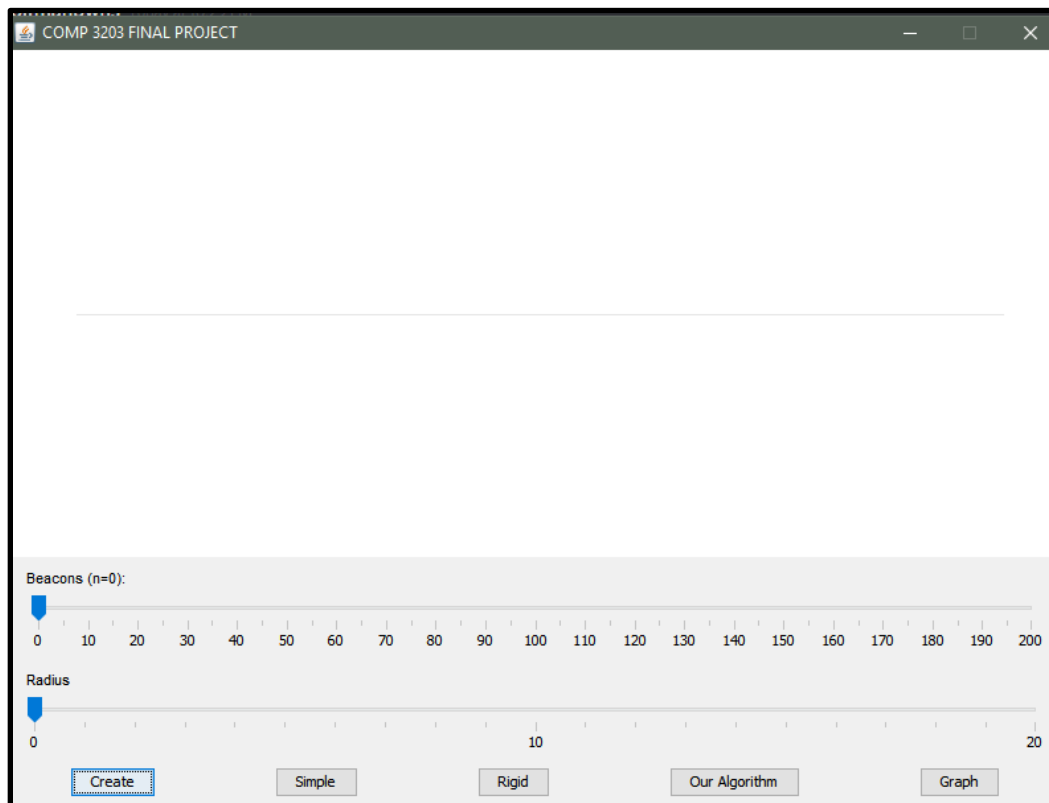 COMP 3203 FINAL PROJECT
Beacons (n=0):
0 10 20 30 40 50 60 70 80 90 100 110 120 130 140 150 160 170 180 190 200
Radius
0 10 20
Create Simple Rigid Our Algorithm Graph